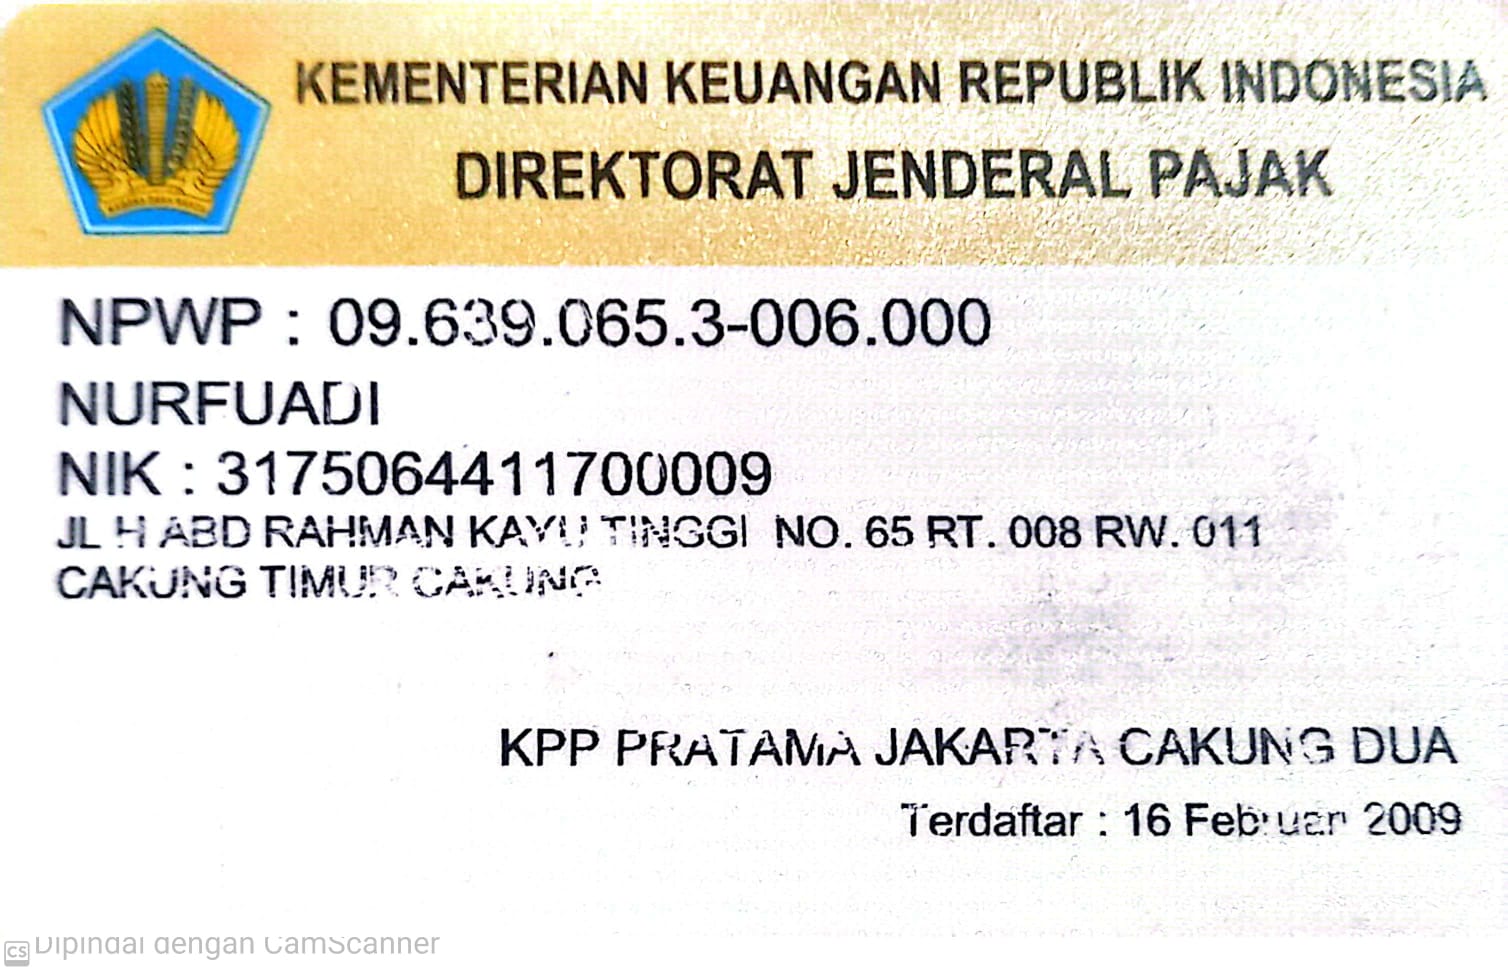 KEMENTERIAN KEUANGAN REPUBLIK INDONESIA
DIREKTORAT JENDERAL PAJAK
NPWP : 09.639.065.3-006.000
NURFUADI
NIK : 3175064411700009
JL H ABD RAHMAN KAYU TINGGI NO. 65 RT. 008 RW. 011
CAKUNG TIMUR CAKUNG
KPP PRATAMA JAKARTA CAKUNG DUA
Terdaftar : 16 Februari 2009
CS Dipindai dengan CamScanner